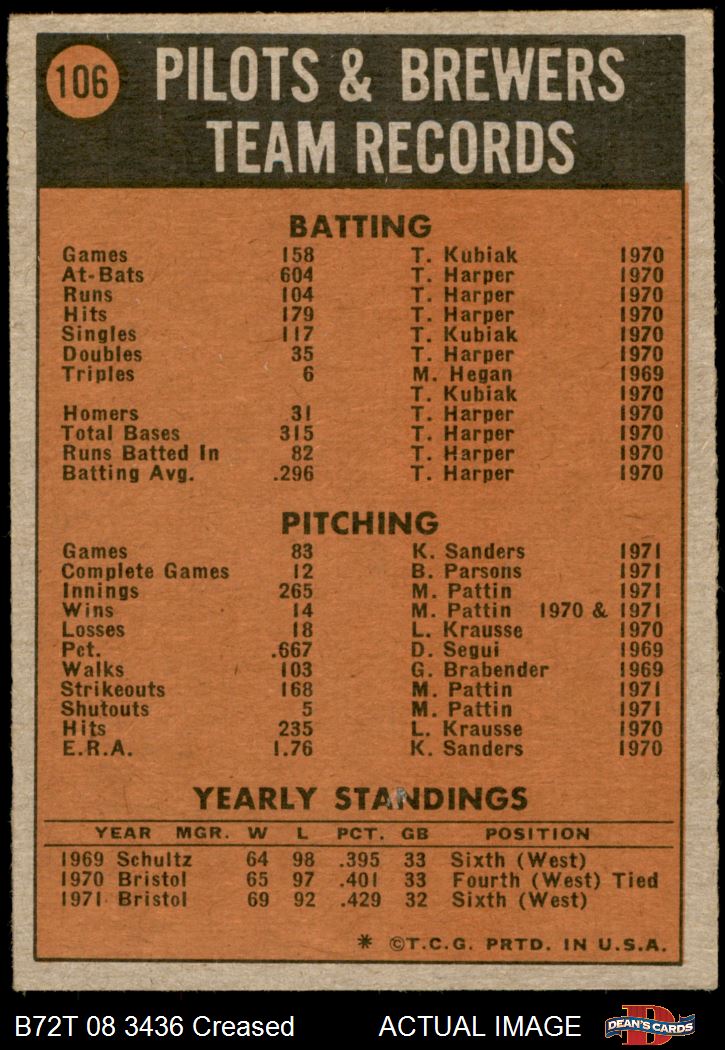 106 PILOTS & BREWERS
TEAM RECORDS
BATTING
Games 158 T. Kubiak 1970
At-Bats 604 T. Harper 1970
Runs 104 T. Harper 1970
Hits 179 T. Harper 1970
Singles 117 T. Kubiak 1970
Doubles 35 T. Harper 1970
Triples 6 M. Hegan 1969
T. Kubiak 1970
Homers 31 T. Harper 1970
Total Bases 315 T. Harper 1970
Runs Batted In 82 T. Harper 1970
Batting Avg. .296 T. Harper 1970
PITCHING
Games 83 K. Sanders 1971
Complete Games 12 B. Parsons 1971
Innings 265 M. Pattin 1971
Wins 14 M. Pattin 1970 & 1971
Losses 18 L. Krausse 1970
Pct. .667 D. Segui 1969
Walks 103 G. Brabender 1969
Strikeouts 168 M. Pattin 1971
Shutouts 5 M. Pattin 1971
Hits 235 L. Krausse 1970
E.R.A. 1.76 K. Sanders 1970
YEARLY STANDINGS
YEAR MGR. W L PCT. GB POSITION
1969 Schultz 64 98 .395 33 Sixth (West)
1970 Bristol 65 97 .401 33 Fourth (West) Tied
1971 Bristol 69 92 .429 32 Sixth (West)
* ©T.C.G. PRTD. IN U.S.A.
B72T 08 3436 Creased ACTUAL IMAGE
B
DEAN'S CARDS